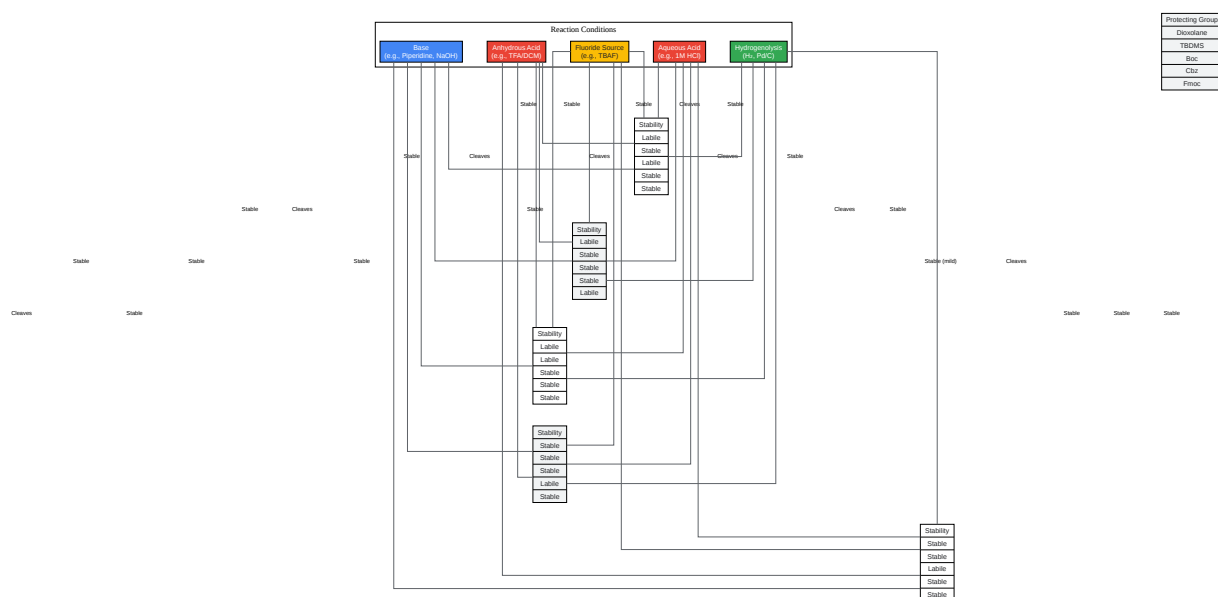 Reaction Conditions
Base
(e.g., Piperidine, NaOH)
Anhydrous Acid
(e.g., TFA/DCM)
Fluoride Source
(e.g., TBAF)
Aqueous Acid
(e.g., 1M HCl)
Hydrogenolysis
(H₂, Pd/C)
Protecting Group
Dioxolane
TBDMS
Boc
Cbz
Fmoc
Stable
Stable
Stable
Cleaves
Stable
Stability
Labile
Stable
Labile
Stable
Stable
Stable
Cleaves
Cleaves
Cleaves
Stable
Stable
Cleaves
Stable
Cleaves
Stable
Stability
Labile
Stable
Stable
Stable
Labile
Stable
Stable
Stable
Stable (mild)
Cleaves
Cleaves
Stable
Stable
Stable
Stable
Stability
Labile
Labile
Stable
Stable
Stable
Stability
Stable
Stable
Stable
Labile
Stable
Stability
Stable
Stable
Labile
Stable
Stable